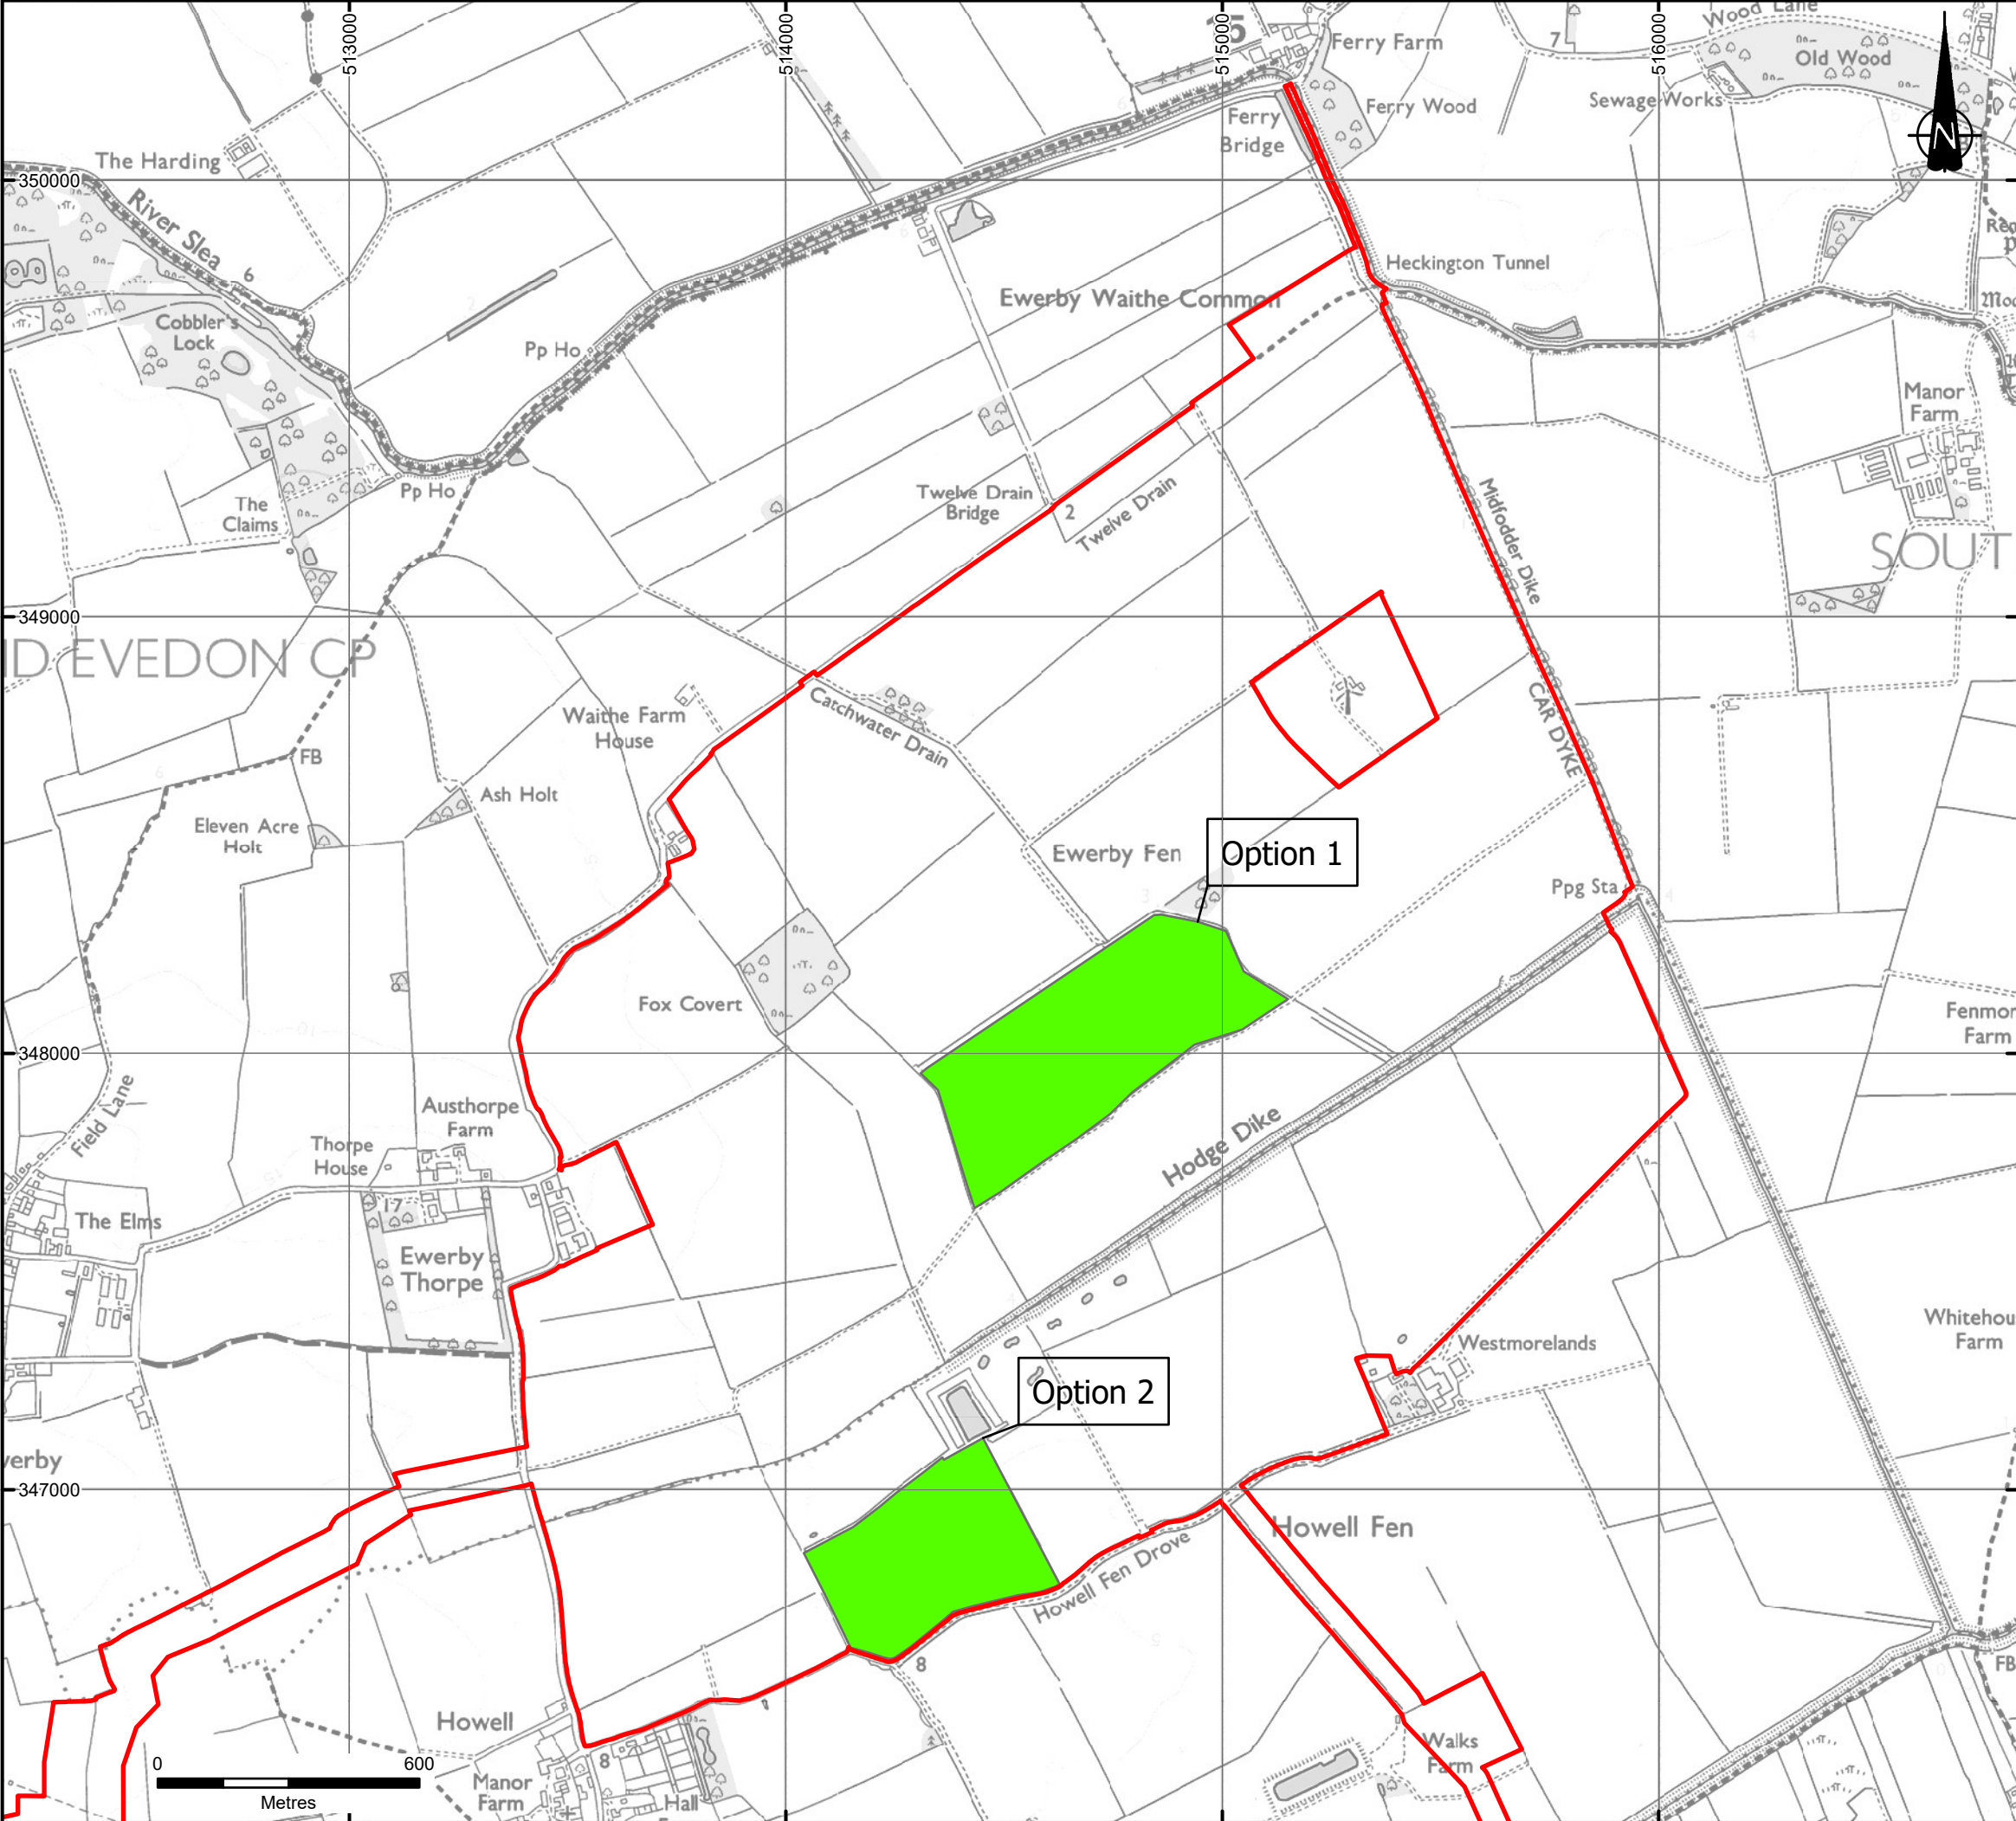 513000
514000
515000
516000
Wood Lane
Ferry Farm
7
Old Wood
Ferry
Bridge
Ferry Wood
Sewage Works
N
The Harding
350000
River Slea
6
Heckington Tunnel
Ewerby Waithe Common
Cobbler's
Lock
Pp Ho
Manor
Farm
Pp Ho
The
Claims
Twelve Drain
Bridge
2
Twelve Drain
Midfodder Dike
SOUT
349000
ID EVEDON CP
Waithe Farm
House
Catchwater Drain
CAR DYKE
FB
Ash Holt
Eleven Acre
Holt
Ewerby Fen
Option 1
Ppg Sta
4
3
Fox Covert
Fenmor
Farm
348000
Field Lane
Austhorpe
Farm
Thorpe
House
Hodge Dike
17
The Elms
Ewerby
Thorpe
Whitehou
Farm
Westmorelands
Option 2
verby
347000
Howell Fen
Howell Fen Drove
8
FB
Howell
Walks
Farm
0
600
Metres
8
Manor
Farm
Hall